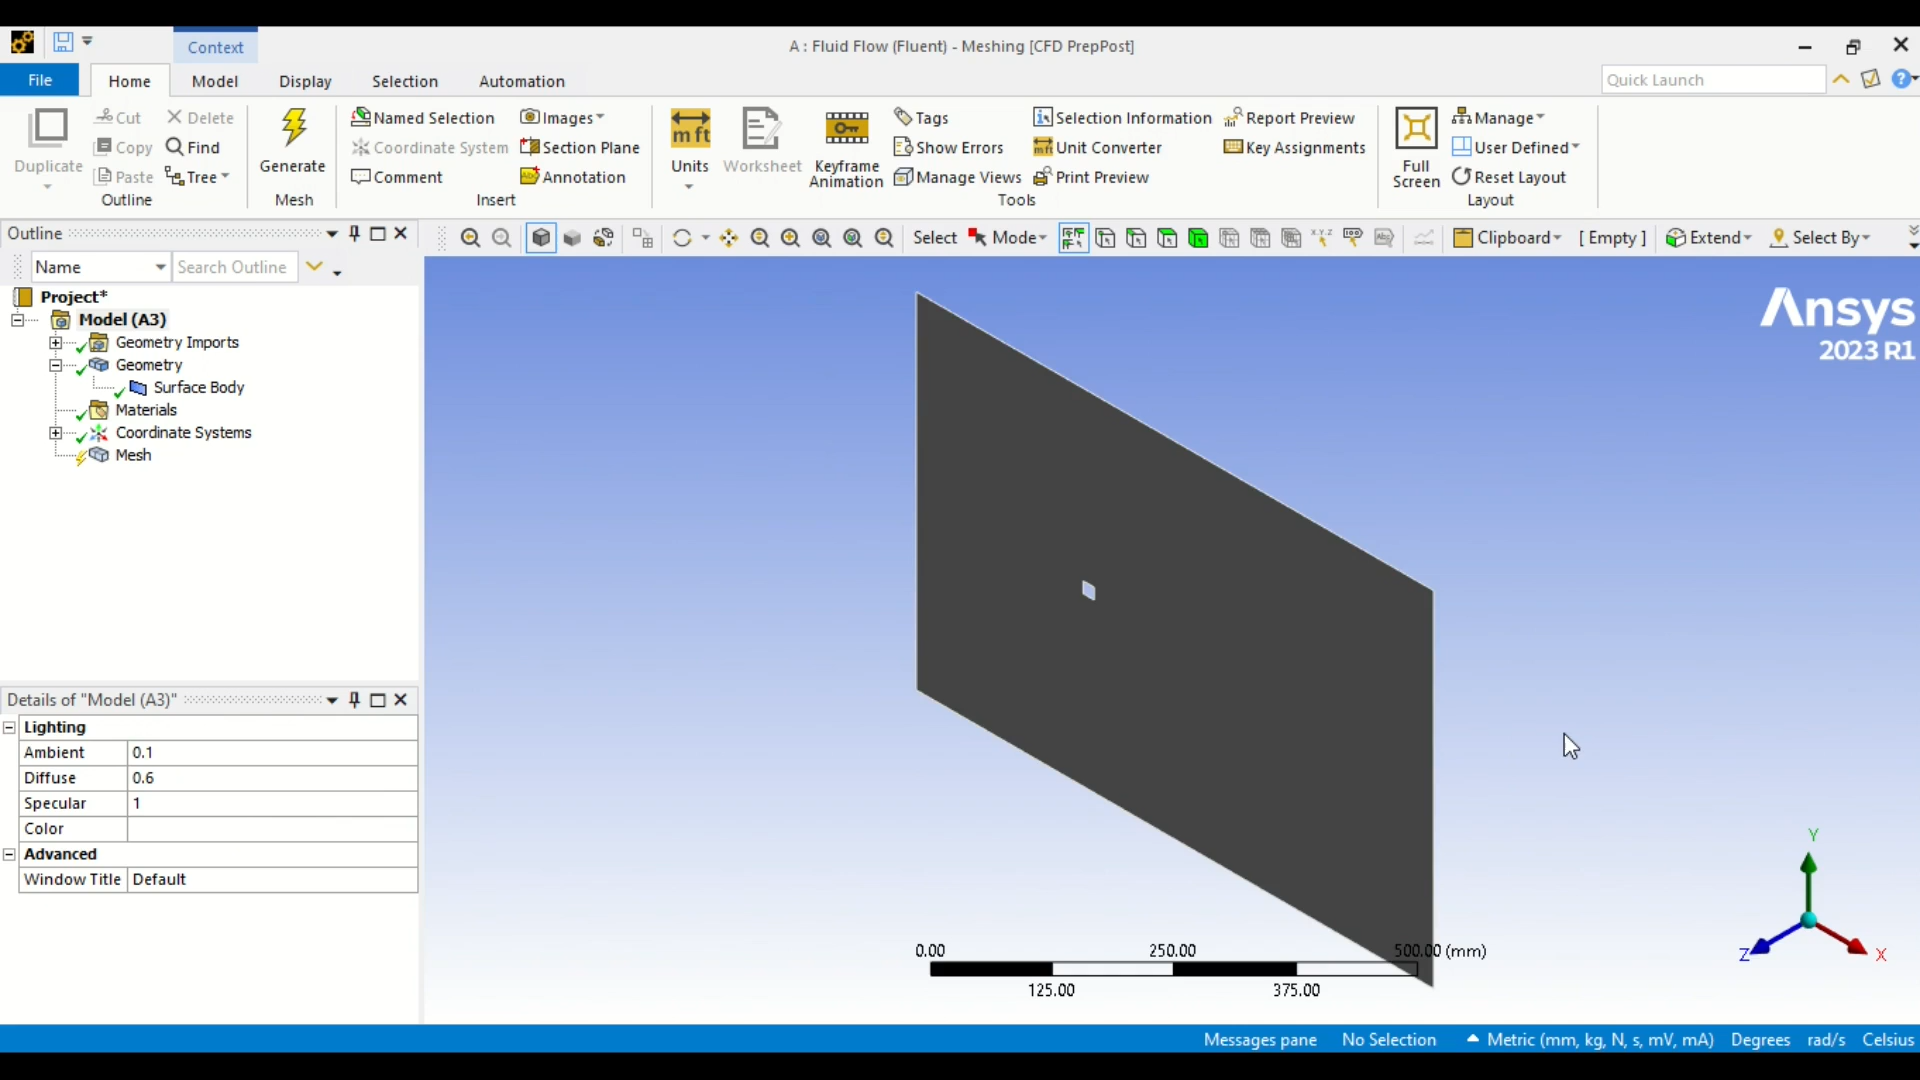 Context
A : Fluid Flow (Fluent) - Meshing [CFD PrepPost]
File
Home
Model
Display
Selection
Automation
Quick Launch
Duplicate
Cut
Copy
Paste
Delete
Find
Tree
Outline
Generate
Mesh
Named Selection
Coordinate System
Comment
Images
Section Plane
Annotation
Insert
Units
Worksheet
Keyframe
Animation
Tags
Show Errors
Manage Views
Selection Information
Unit Converter
Print Preview
Report Preview
Key Assignments
Tools
Full
Screen
Manage
User Defined
Reset Layout
Layout
Outline
Select
Mode
Clipboard
[ Empty ]
Extend
Select By
Name
Search Outline
Project*
Model (A3)
Geometry Imports
Geometry
Surface Body
Materials
Coordinate Systems
Mesh
Ansys
2023 R1
Details of "Model (A3)"
Lighting
Ambient 0.1
Diffuse 0.6
Specular 1
Color
Advanced
Window Title Default
0.00 250.00 500.00 (mm)
125.00 375.00
Y
Z
X
Messages pane No Selection Metric (mm, kg, N, s, mV, mA) Degrees rad/s Celsius